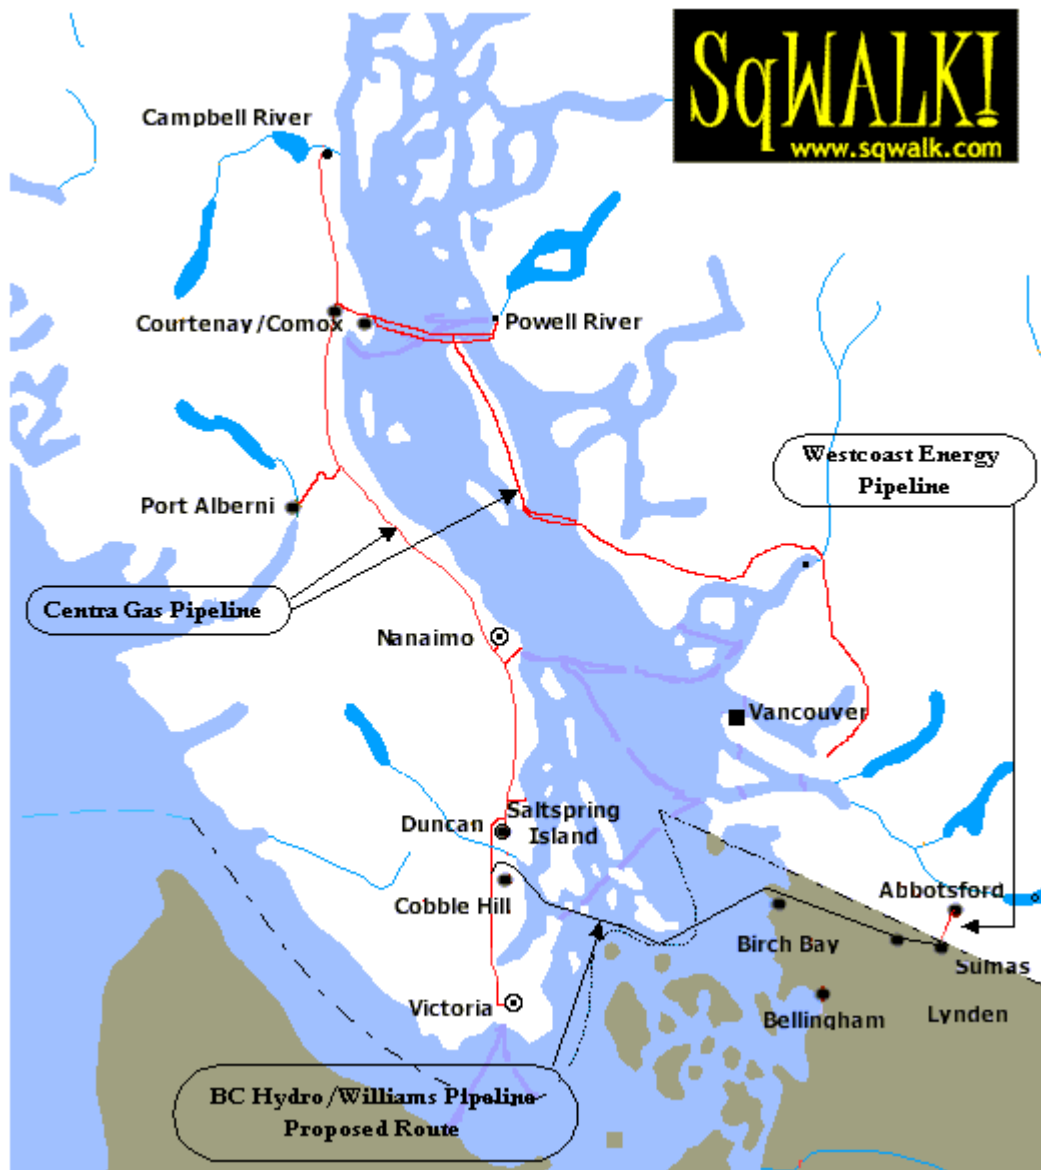 SqWALK!
www.sqwalk.com
Campbell River
Courtenay/Comox
Powell River
Westcoast Energy
Pipeline
Port Alberni
Centra Gas Pipeline
Nanaimo
Vancouver
Duncan
Saltspring
Island
Cobble Hill
Abbotsford
Birch Bay
Sumas
Victoria
Bellingham
Lynden
BC Hydro/Williams Pipeline
Proposed Route